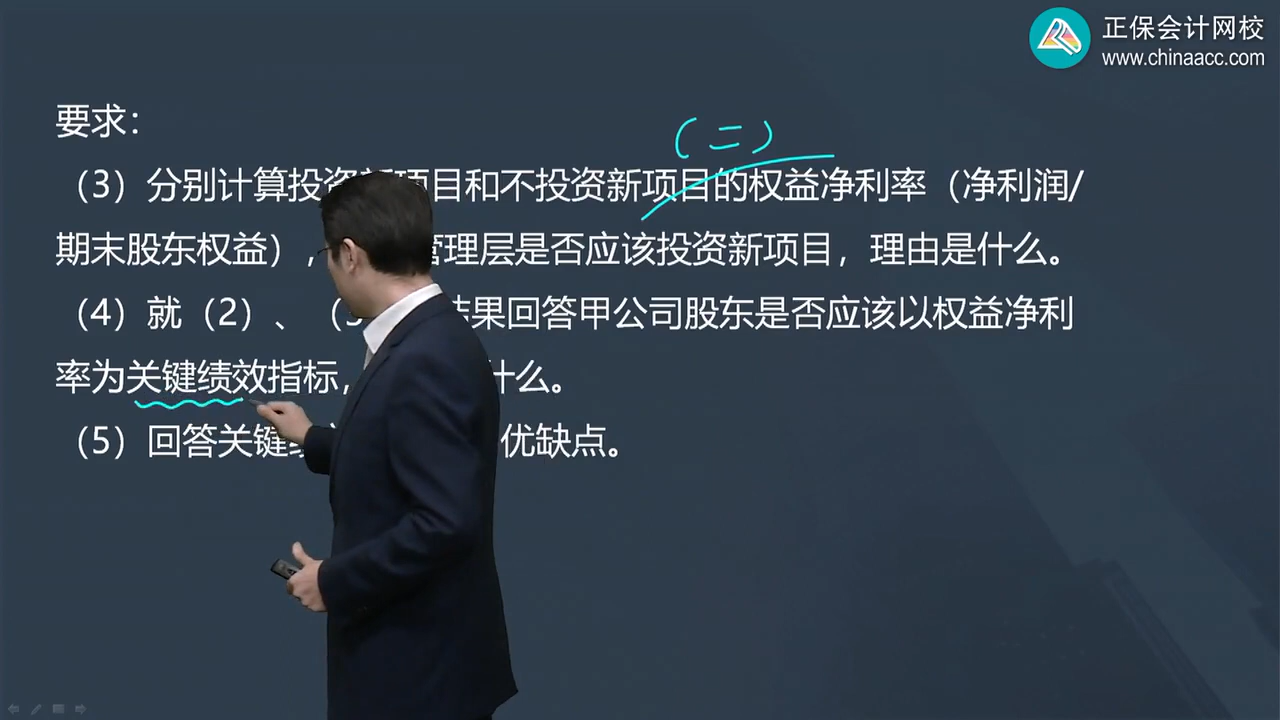 正保会计网校
www.chinaacc.com
要求：
（二）
（3）分别计算投资新项目和不投资新项目的权益净利率（净利润/
期末股东权益），管理层是否应该投资新项目，理由是什么。
（4）就（2）、（3 结果回答甲公司股东是否应该以权益净利
率为关键绩效指标，什么。
（5）回答关键绩 优缺点。